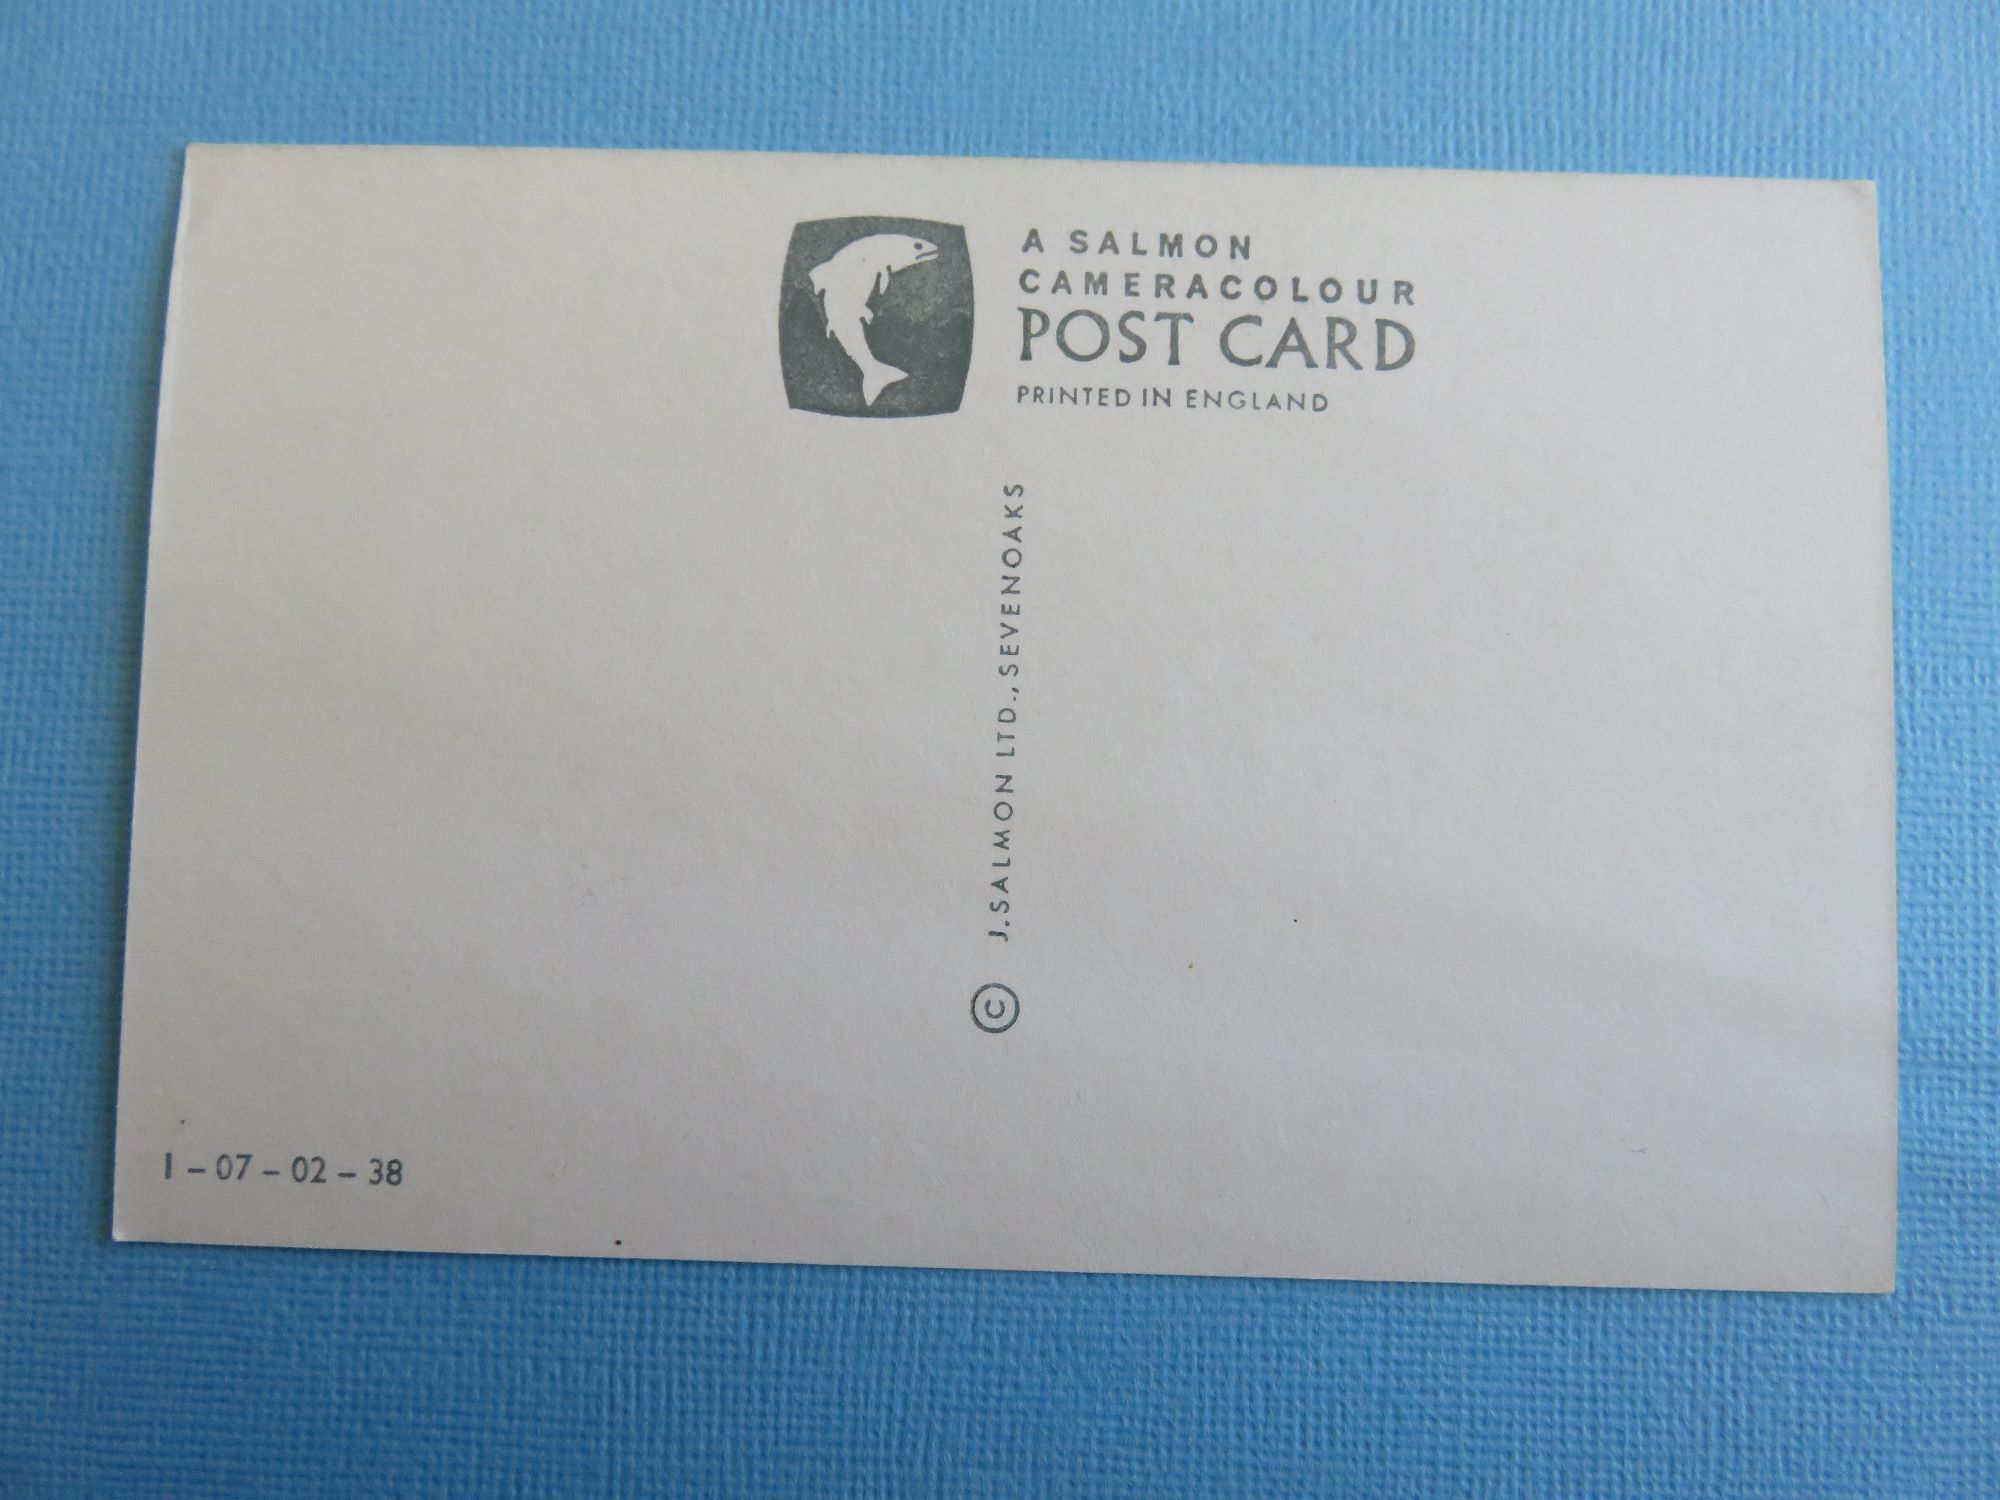 A SALMON
CAMERACOLOUR
POST CARD
PRINTED IN ENGLAND
© J. SALMON LTD., SEVENOAKS
1 – 07 – 02 – 38